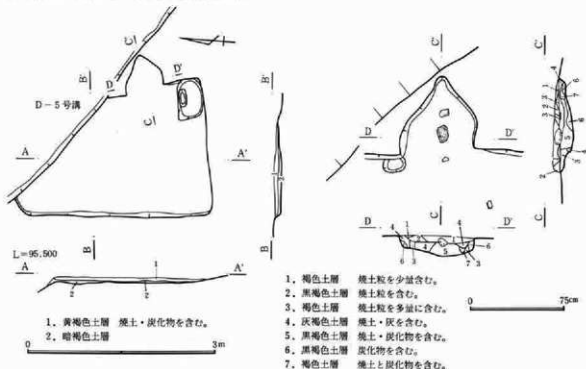 C'
B'
D
D'
D－5号溝
C
A
A'
B
L＝95.500
B
A
A'
1
2
2
1．黄褐色土層　焼土・炭化物を含む。
2．暗褐色土層
0
3m
C'
D
D'
C
D
D'
1．褐色土層　焼土粒を少量含む。
2．黒褐色土層　焼土粒を含む。
3．褐色土層　焼土粒を多量に含む。
4．灰褐色土層　焼土・灰を含む。
5．黒褐色土層　焼土・炭化物を含む。
6．黒褐色土層　炭化物を含む。
7．褐色土層　焼土と炭化物を含む。
0
75cm